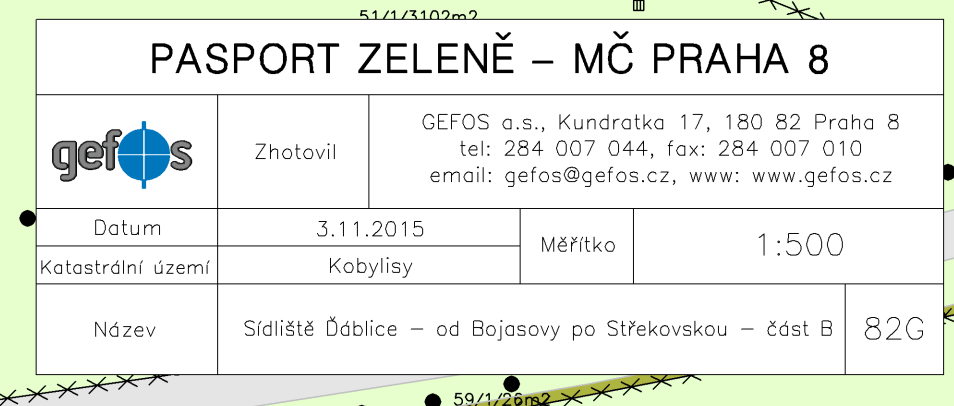 51/1/3102m2
PASPORT ZELENĚ – MČ PRAHA 8
gefos
Zhotovil
GEFOS a.s., Kundratka 17, 180 82 Praha 8
tel: 284 007 044, fax: 284 007 010
email: gefos@gefos.cz, www: www.gefos.cz
Datum
3.11.2015
Měřítko
1:500
Katastrální území
Kobylisy
Název
Sídliště Ďáblice – od Bojasovy po Střekovskou – část B
82G
59/1/26m2